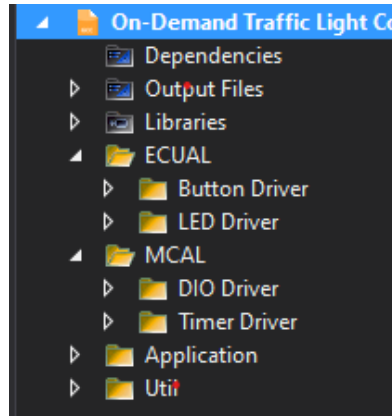 On-Demand Traffic Light Co
Dependencies
Output Files
Libraries
ECUAL
Button Driver
LED Driver
MCAL
DIO Driver
Timer Driver
Application
Util